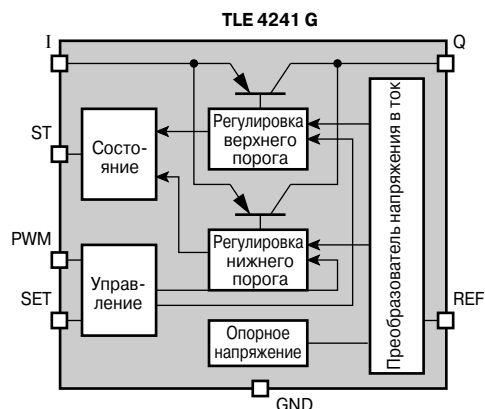 TLE 4241 G
I
Q
ST
Состо-
яние
Регулировка
верхнего
порога
Преобразователь напряжения в ток
PWM
Управ-
ление
Регулировка
нижнего
порога
SET
REF
Опорное
напряжение
GND